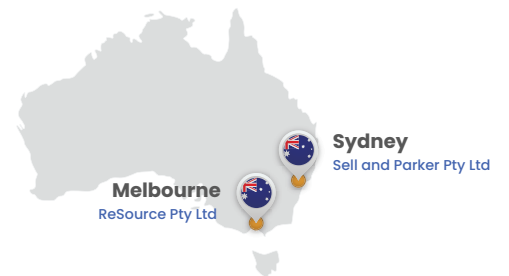 Sydney
Sell and Parker Pty Ltd
Melbourne
ReSource Pty Ltd